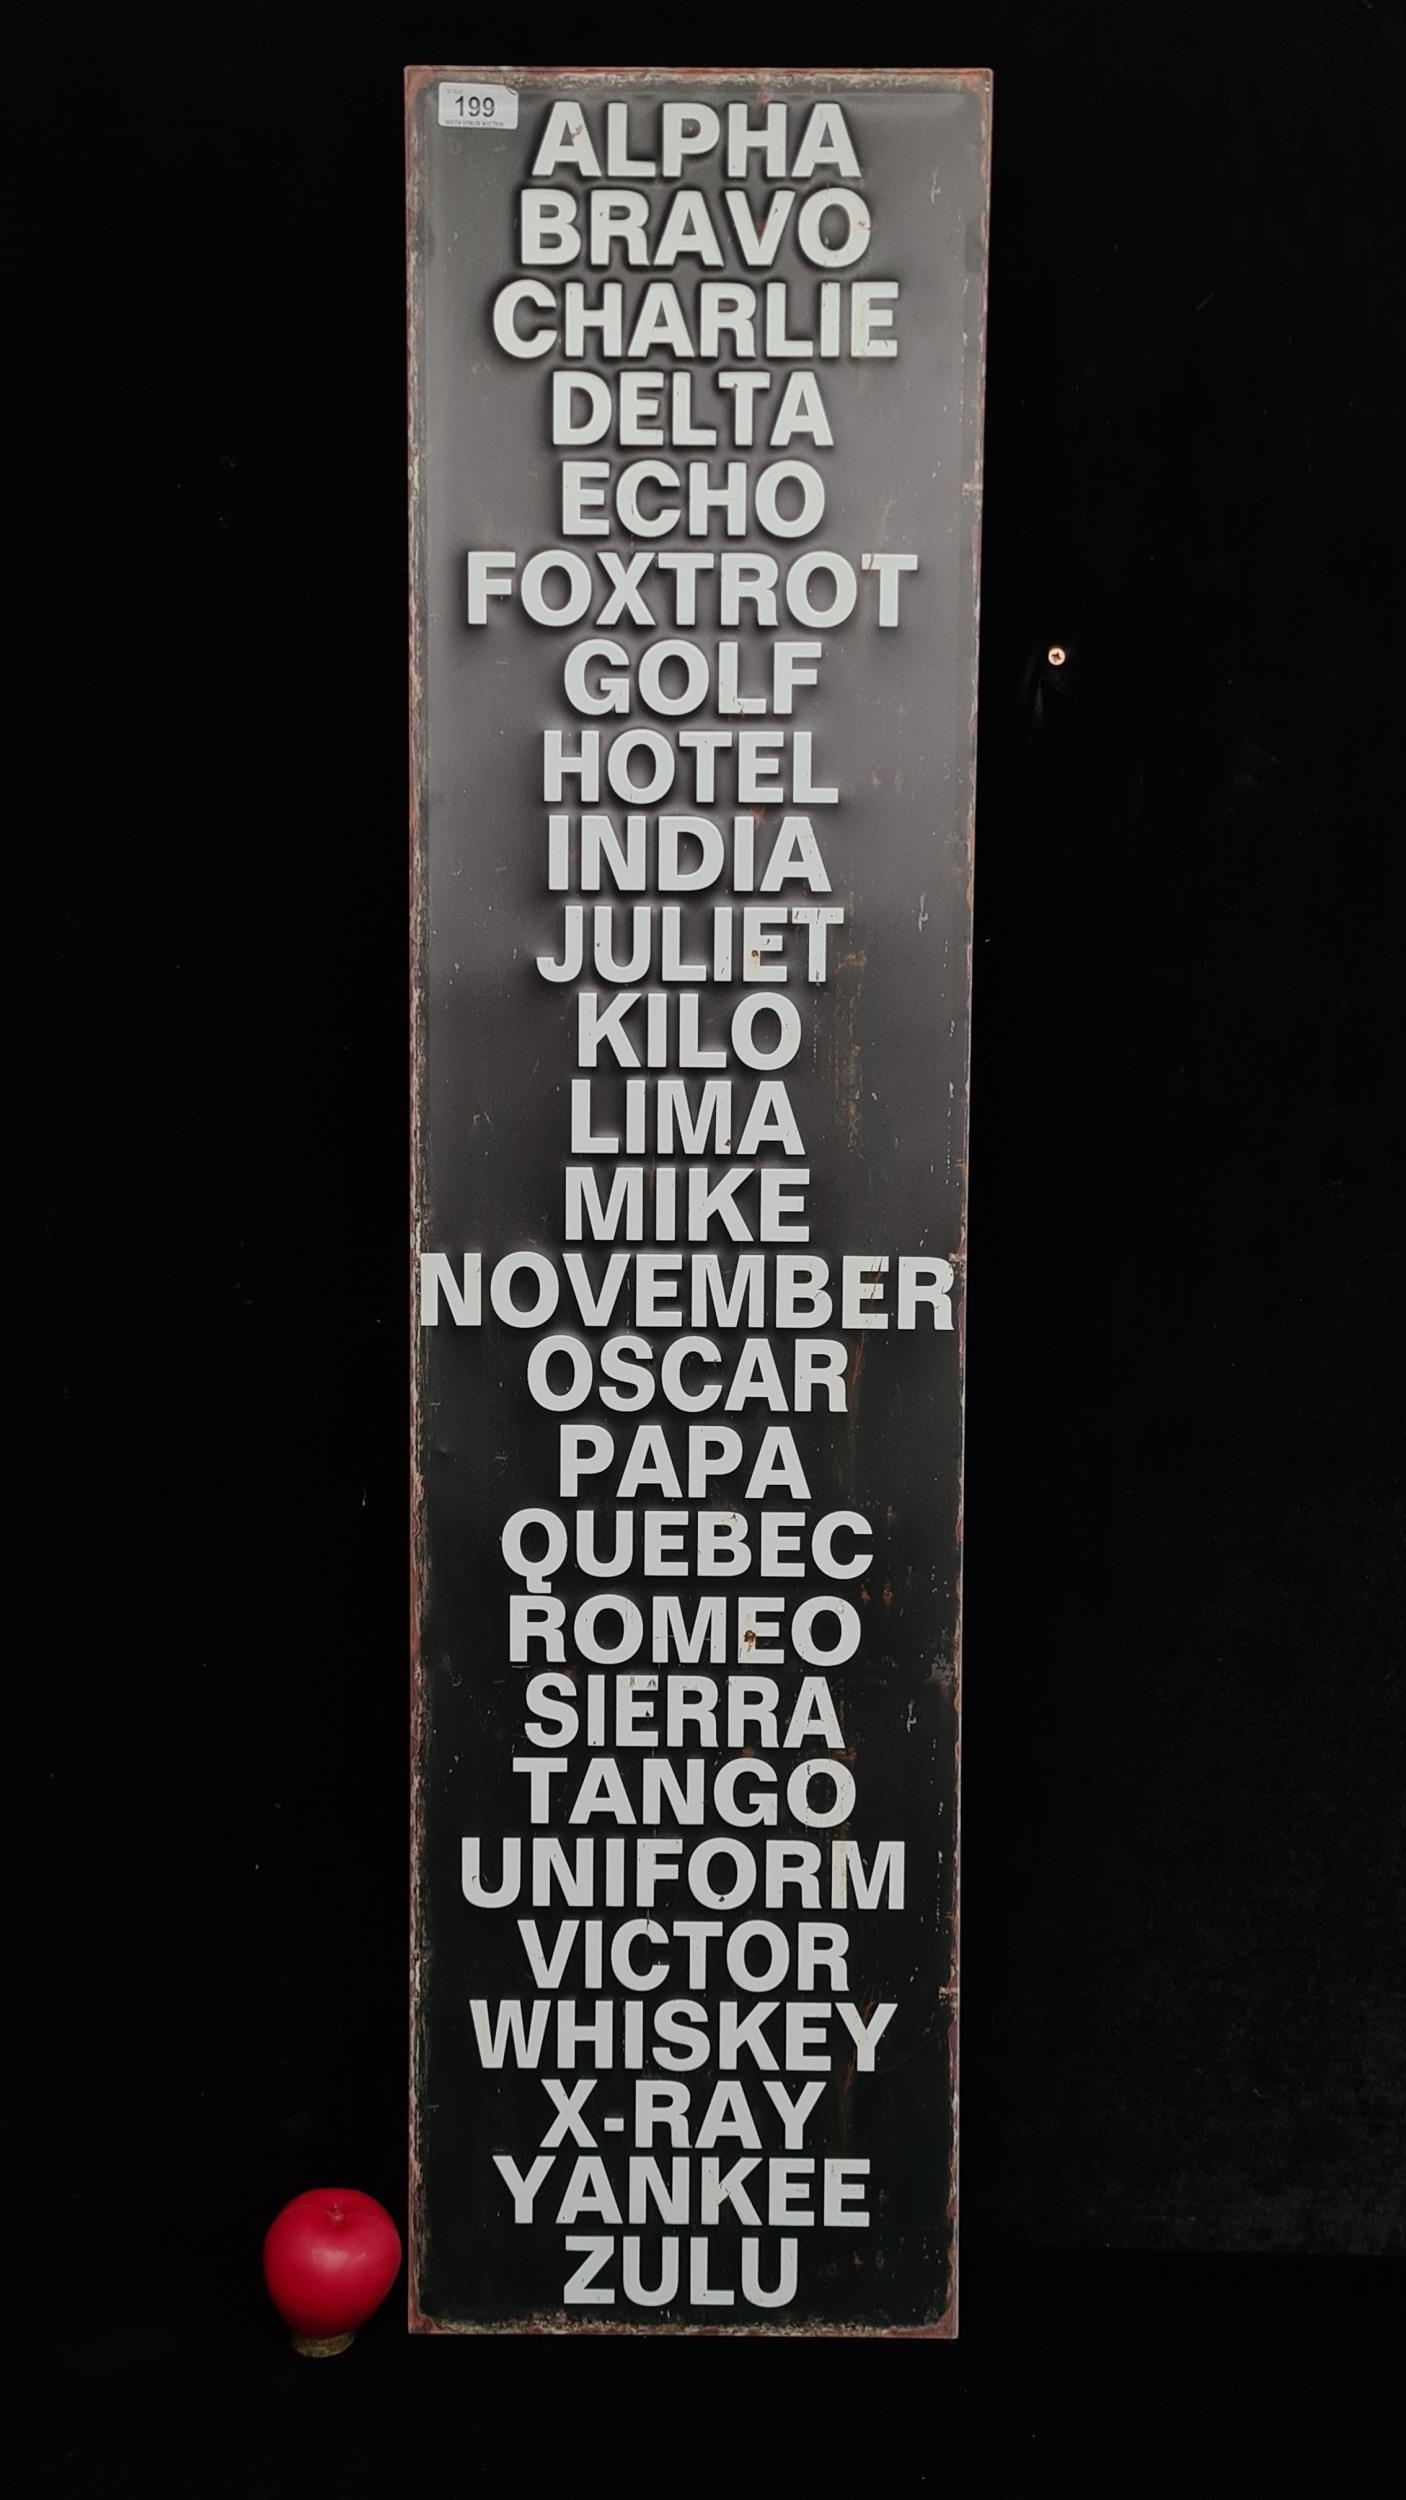 199
ALPHA
BRAVO
CHARLIE
DELTA
ECHO
FOXTROT
GOLF
HOTEL
INDIA
JULIET
KILO
LIMA
MIKE
NOVEMBER
OSCAR
PAPA
QUEBEC
ROMEO
SIERRA
TANGO
UNIFORM
VICTOR
WHISKEY
X-RAY
YANKEE
ZULU